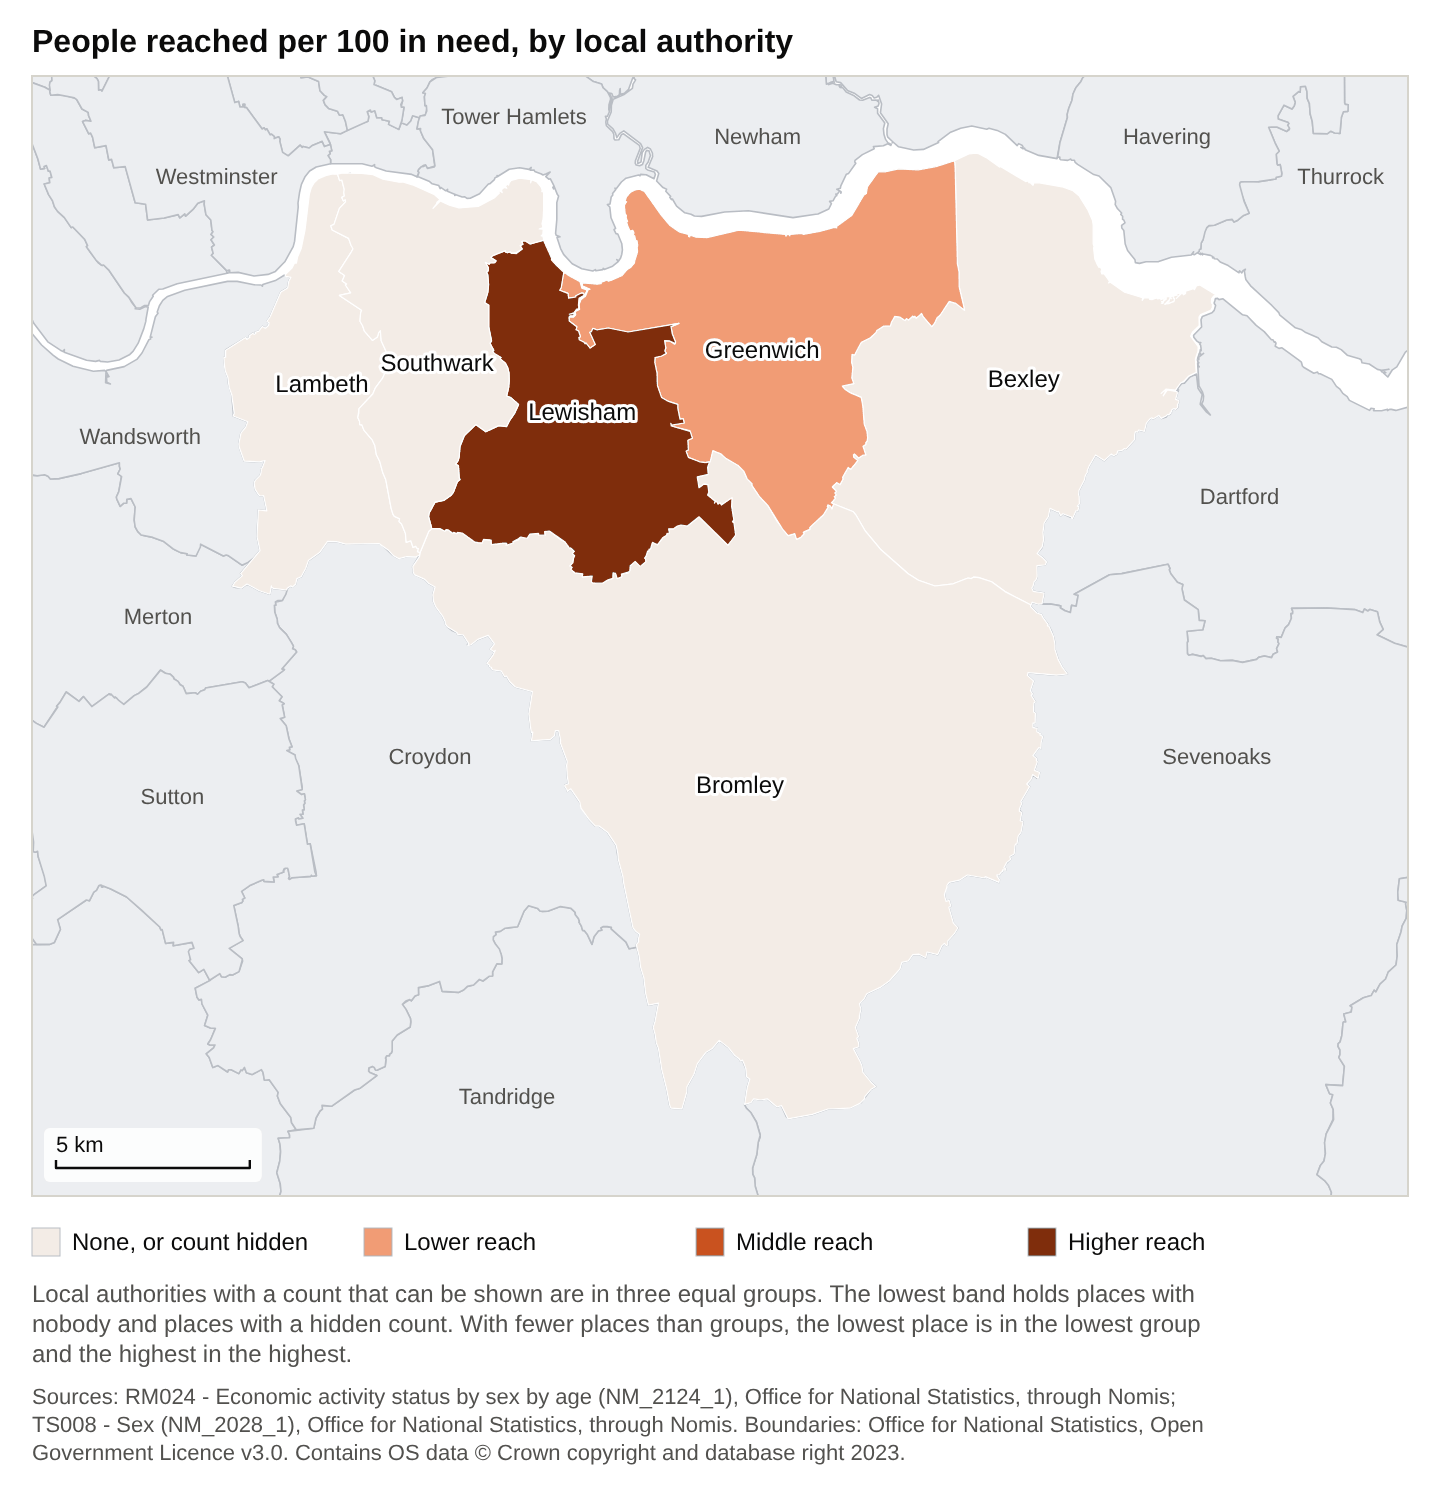 People reached per 100 in need, by local authority
Tower Hamlets
Newham
Havering
Westminster
Thurrock
Greenwich
Southwark
Bexley
Lambeth
Lewisham
Wandsworth
Dartford
Merton
Croydon
Sevenoaks
Bromley
Sutton
Tandridge
5 km
None, or count hidden
Lower reach
Middle reach
Higher reach
Local authorities with a count that can be shown are in three equal groups. The lowest band holds places with
nobody and places with a hidden count. With fewer places than groups, the lowest place is in the lowest group
and the highest in the highest.
Sources: RM024 - Economic activity status by sex by age (NM_2124_1), Office for National Statistics, through Nomis;
TS008 - Sex (NM_2028_1), Office for National Statistics, through Nomis. Boundaries: Office for National Statistics, Open
Government Licence v3.0. Contains OS data © Crown copyright and database right 2023.